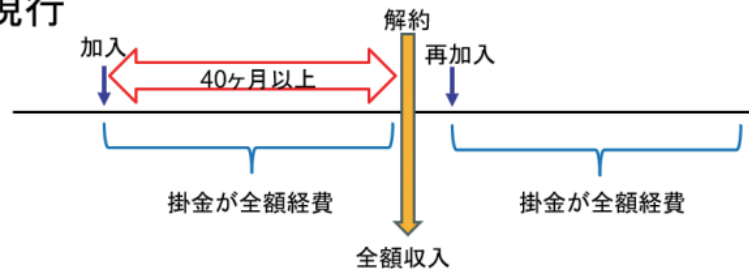 現行
解約
加入
再加入
40ヶ月以上
掛金が全額経費
掛金が全額経費
全額収入